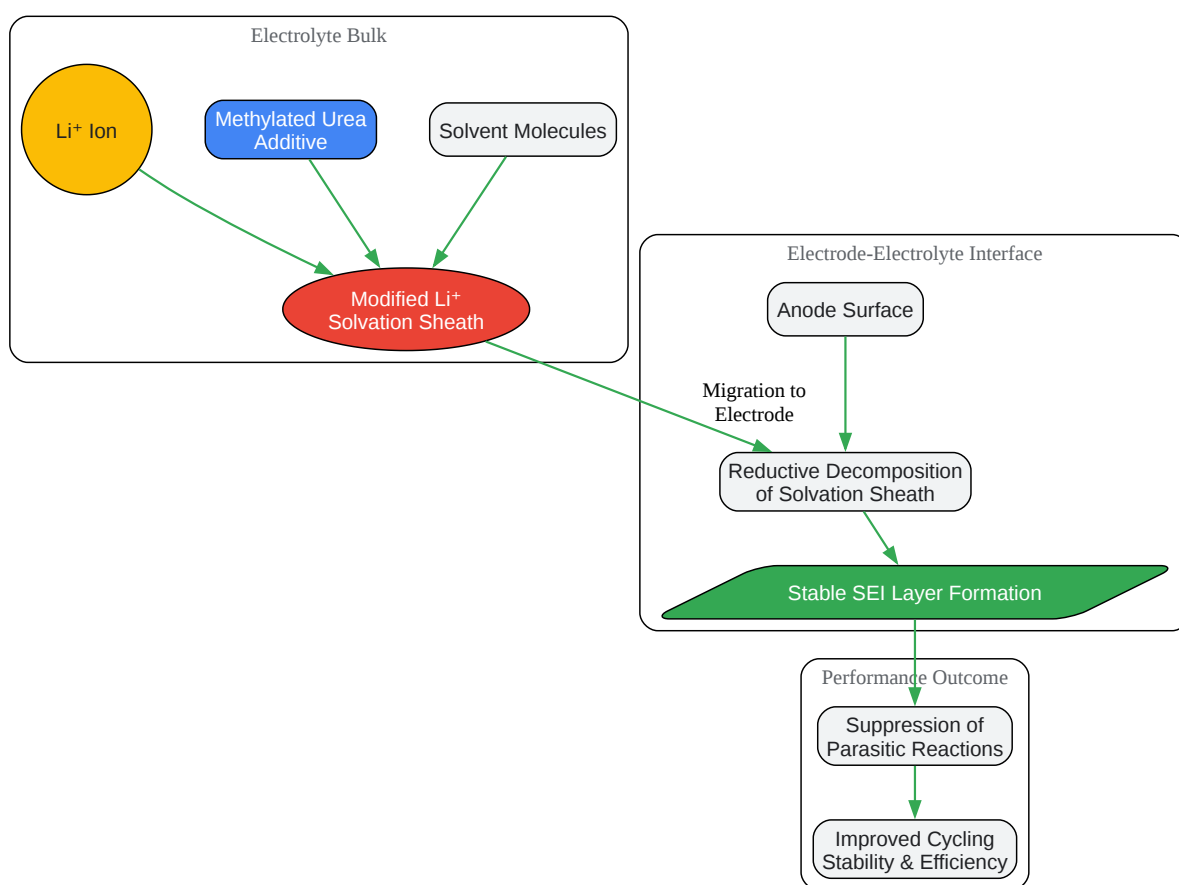 Electrolyte Bulk
Li⁺ Ion
Methylated Urea
Additive
Solvent Molecules
Modified Li⁺
Solvation Sheath
Electrode-Electrolyte Interface
Anode Surface
Migration to
Electrode
Reductive Decomposition
of Solvation Sheath
Stable SEI Layer Formation
Performance Outcome
Suppression of
Parasitic Reactions
Improved Cycling
Stability & Efficiency